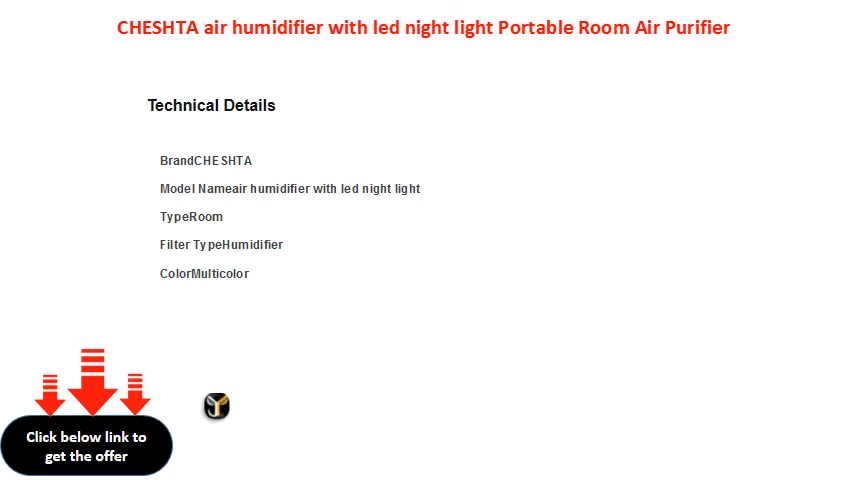 CHESHTA air humidifier with led night light Portable Room Air Purifier
Technical Details
BrandCHESHTA
Model Nameair humidifier with led night light
TypeRoom
Filter TypeHumidifier
ColorMulticolor
Click below link to
get the offer